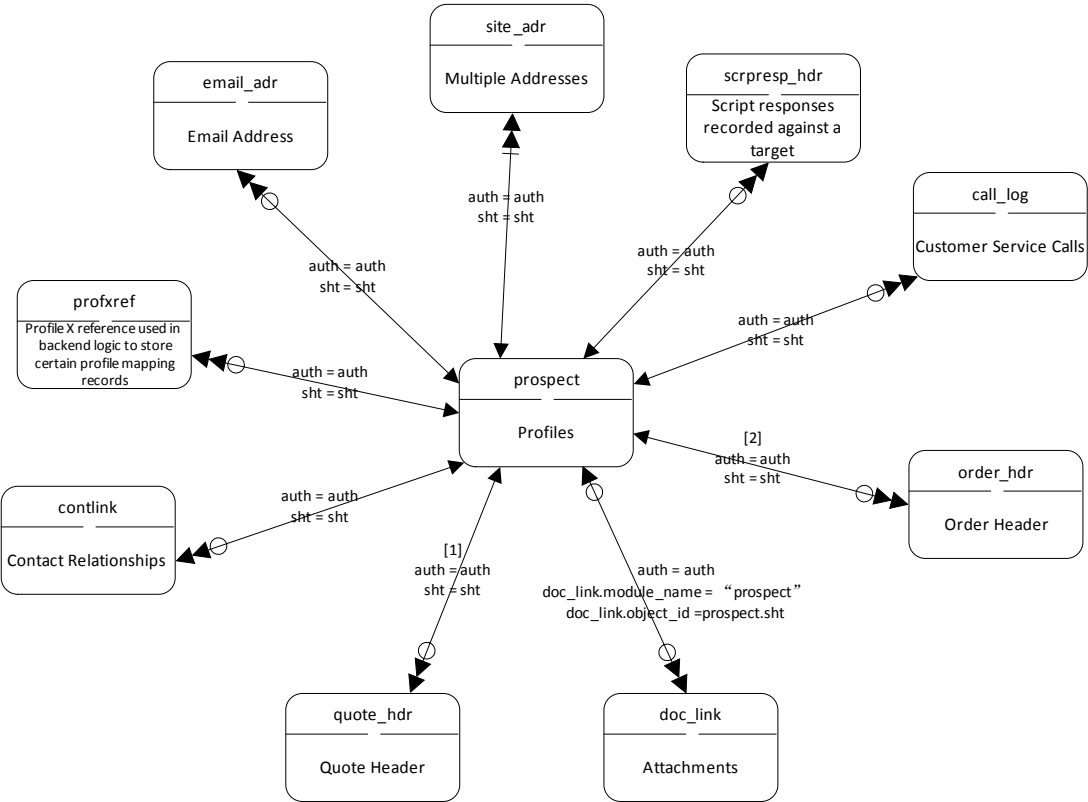 site_adr
Multiple Addresses
email_adr
Email Address
scrpresp_hdr
Script responses
recorded against a
target
call_log
Customer Service Calls
auth = auth
sht = sht
auth = auth
sht = sht
auth = auth
sht = sht
profxref
Profile X reference used in
backend logic to store
certain profile mapping
records
auth = auth
sht = sht
auth = auth
sht = sht
prospect
Profiles
[2]
auth = auth
sht = sht
order_hdr
Order Header
contlink
Contact Relationships
auth = auth
sht = sht
[1]
auth = auth
sht = sht
auth = auth
doc_link.module_name = “prospect”
doc_link.object_id =prospect.sht
quote_hdr
Quote Header
doc_link
Attachments